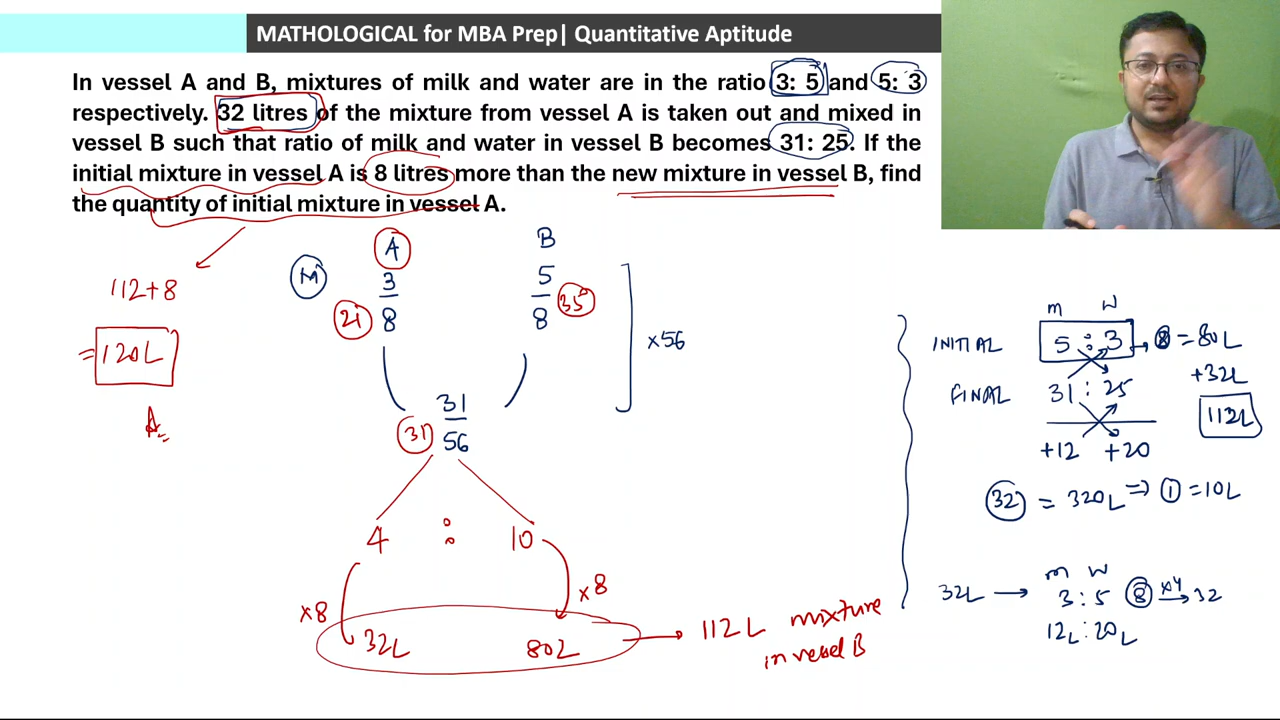 MATHOLOGICAL for MBA Prep| Quantitative Aptitude
In vessel A and B, mixtures of milk and water are in the ratio 3: 5 and 5: 3
respectively. 32 litres of the mixture from vessel A is taken out and mixed in
vessel B such that ratio of milk and water in vessel B becomes 31: 25. If the
initial mixture in vessel A is 8 litres more than the new mixture in vessel B, find
the quantity of initial mixture in vessel A.
112+8
= 120L
A
B
M
3
8
21
5
8
35
×56
31
56
31
4 : 10
×8
×8
32L
80L
112L mixture
in vessel B
m W
INITIAL 5 : 3 8 = 80L
+32L
FINAL 31 : 25
112L
+12 +20
32 = 320L ⇒ 1 = 10L
m W
32L → 3 : 5 8 ×4 → 32
12L : 20L